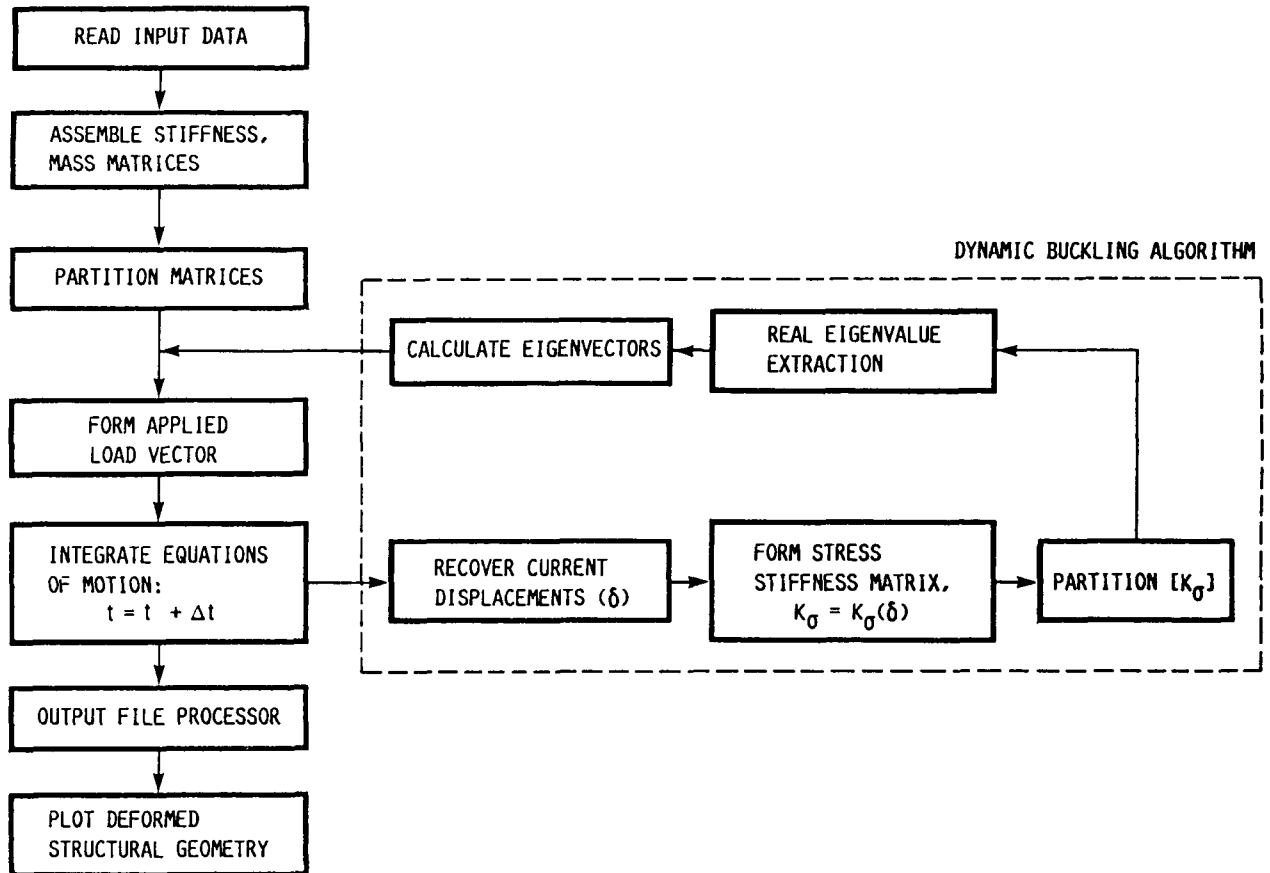 READ INPUT DATA
ASSEMBLE STIFFNESS,
MASS MATRICES
PARTITION MATRICES
FORM APPLIED
LOAD VECTOR
INTEGRATE EQUATIONS
OF MOTION:
t = t + Δt
OUTPUT FILE PROCESSOR
PLOT DEFORMED
STRUCTURAL GEOMETRY
DYNAMIC BUCKLING ALGORITHM
CALCULATE EIGENVECTORS
REAL EIGENVALUE
EXTRACTION
RECOVER CURRENT
DISPLACEMENTS (δ)
FORM STRESS
STIFFNESS MATRIX,
Kσ = Kσ(δ)
PARTITION [Kσ]